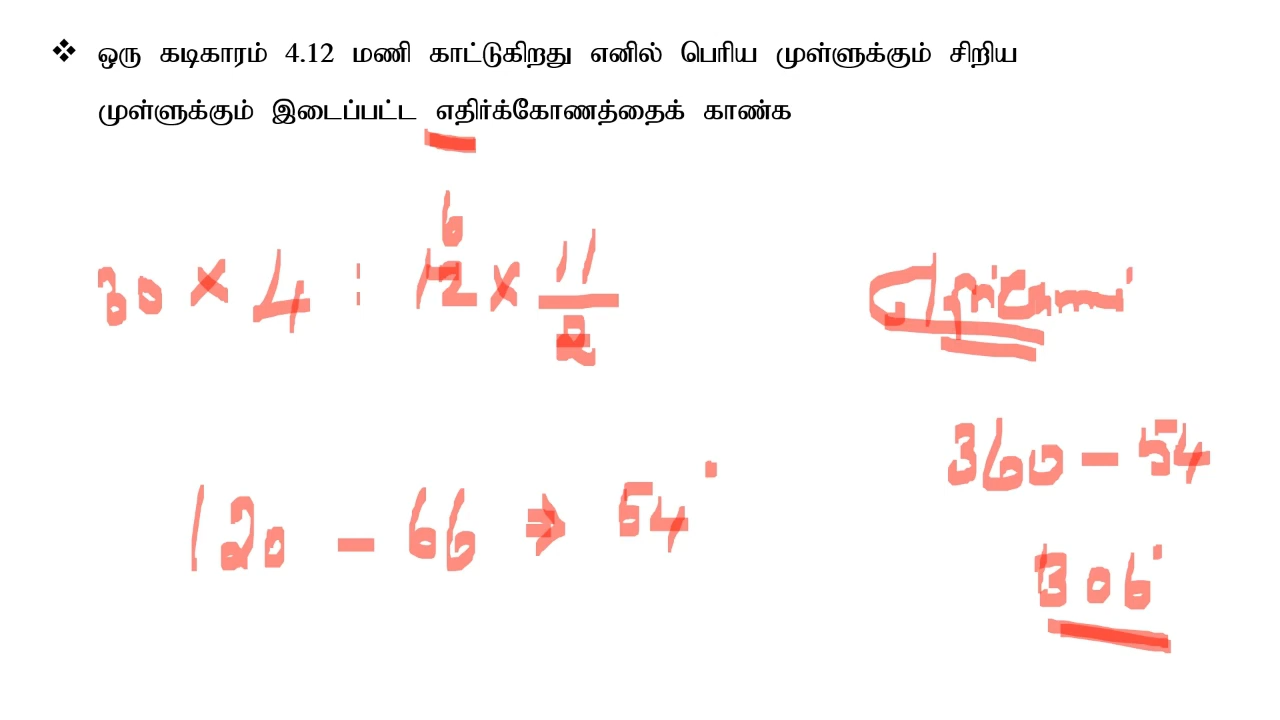 ❖ ஒரு கடிகாரம் 4.12 மணி காட்டுகிறது எனில் பெரிய முள்ளுக்கும் சிறிய
முள்ளுக்கும் இடைப்பட்ட எதிர்க்கோணத்தைக் காண்க
6
30 × 4 : 12 × 11/2
120 - 66 → 54°
360 - 54
306°